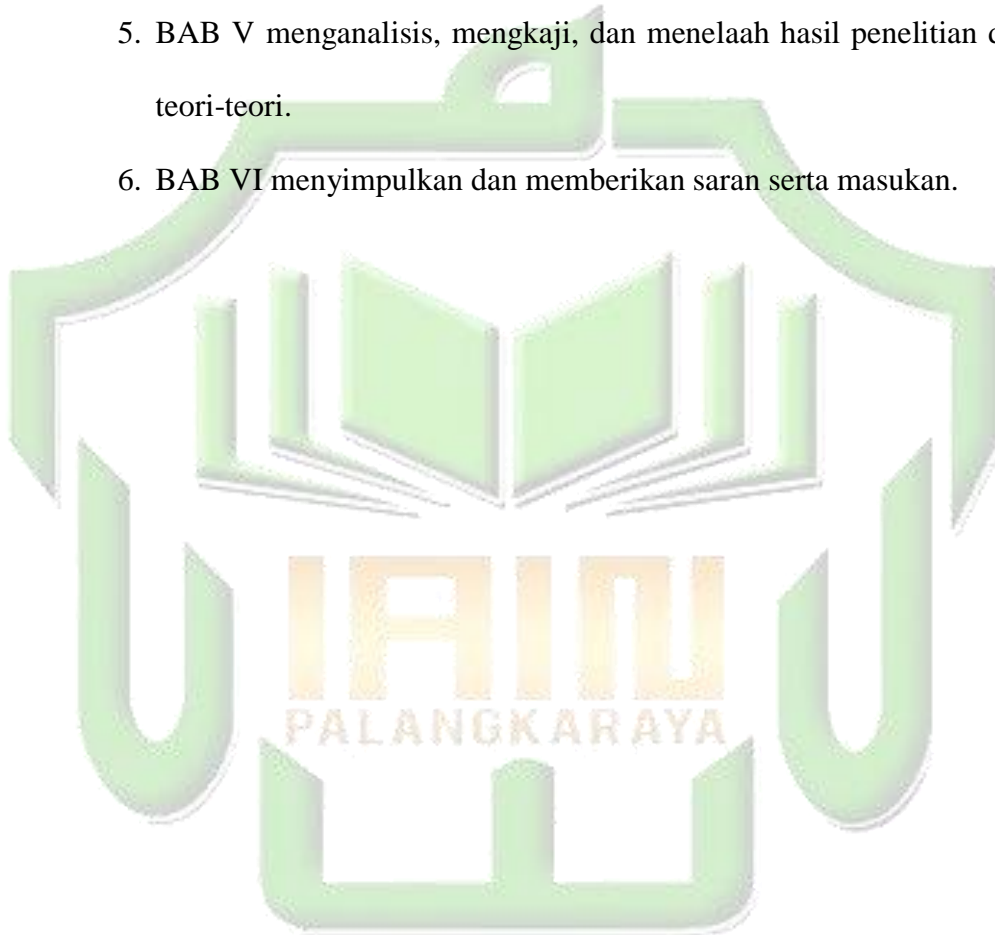 5. BAB V menganalisis, mengkaji, dan menelaah hasil penelitian
teori-teori.
6. BAB VI menyimpulkan dan memberikan saran serta masukan.
IAIN
PALANGKARAYA